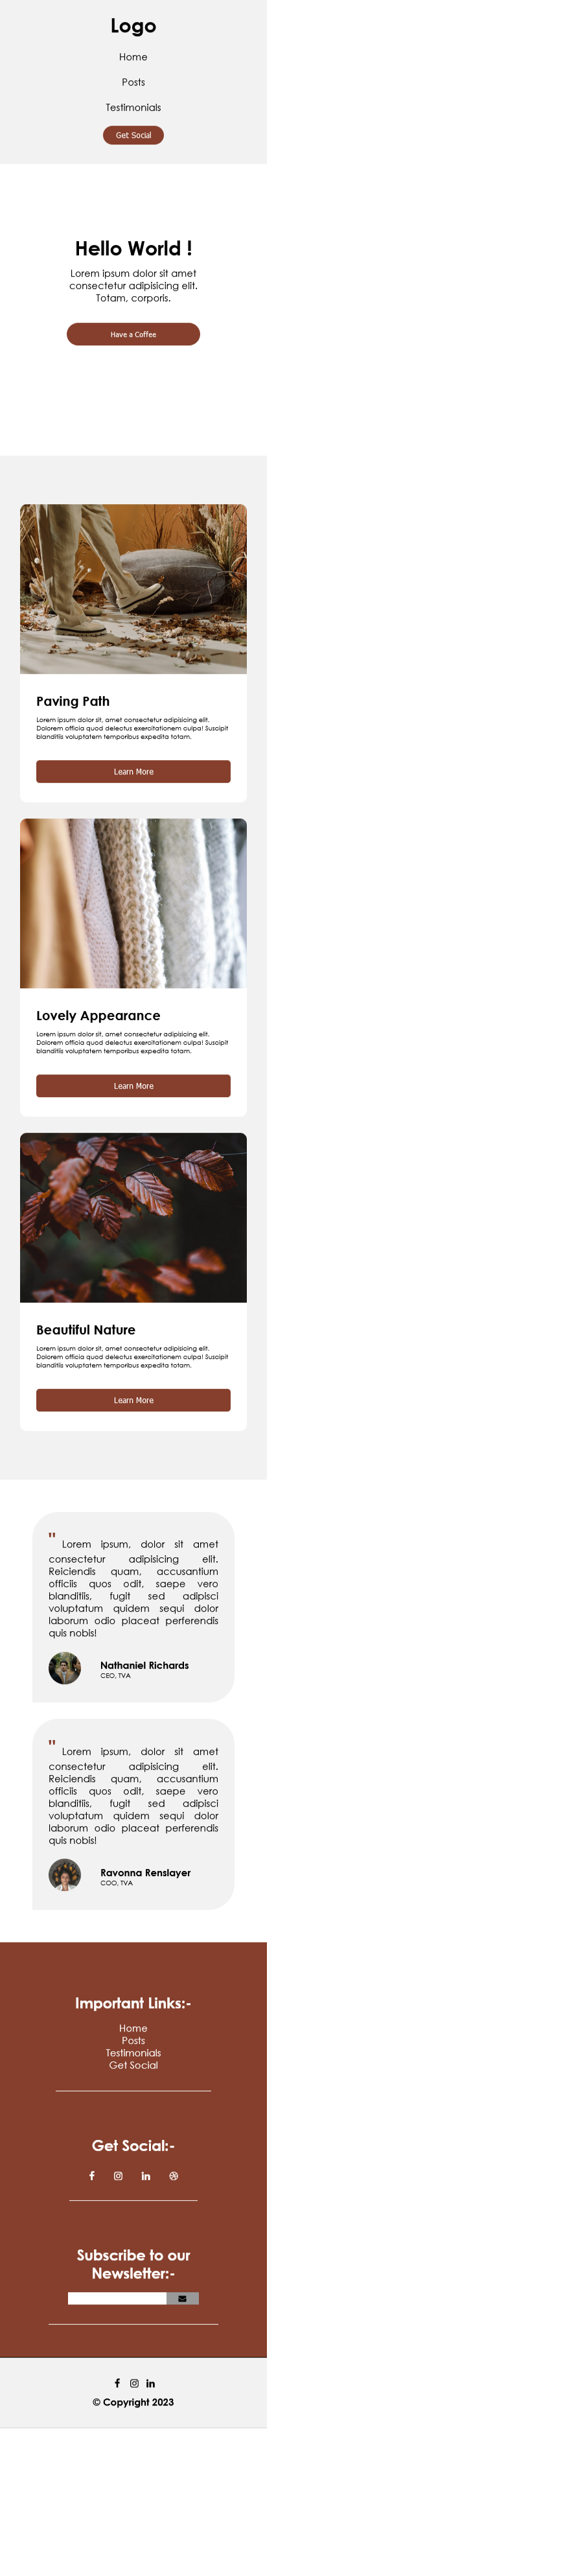 Logo
Home
Posts
Testimonials
Get Social
Hello World !
Lorem ipsum dolor sit amet
consectetur adipisicing elit.
Totam, corporis.
Have a Coffee
Paving Path
Lorem ipsum dolor sit, amet consectetur adipisicing elit.
Dolorem officia quod delectus exercitationem culpa! Suscipit
blanditiis voluptatem temporibus expedita totam.
Learn More
Lovely Appearance
Lorem ipsum dolor sit, amet consectetur adipisicing elit.
Dolorem officia quod delectus exercitationem culpa! Suscipit
blanditiis voluptatem temporibus expedita totam.
Learn More
Beautiful Nature
Lorem ipsum dolor sit, amet consectetur adipisicing elit.
Dolorem officia quod delectus exercitationem culpa! Suscipit
blanditiis voluptatem temporibus expedita totam.
Learn More
" Lorem ipsum, dolor sit amet
consectetur adipisicing elit.
Reiciendis quam, accusantium
officiis quos odit, saepe vero
blanditiis, fugit sed adipisci
voluptatum quidem sequi dolor
laborum odio placeat perferendis
quis nobis!
Nathaniel Richards
CEO, TVA
" Lorem ipsum, dolor sit amet
consectetur adipisicing elit.
Reiciendis quam, accusantium
officiis quos odit, saepe vero
blanditiis, fugit sed adipisci
voluptatum quidem sequi dolor
laborum odio placeat perferendis
quis nobis!
Ravonna Renslayer
COO, TVA
Important Links:-
Home
Posts
Testimonials
Get Social
Get Social:-
Subscribe to our
Newsletter:-
© Copyright 2023